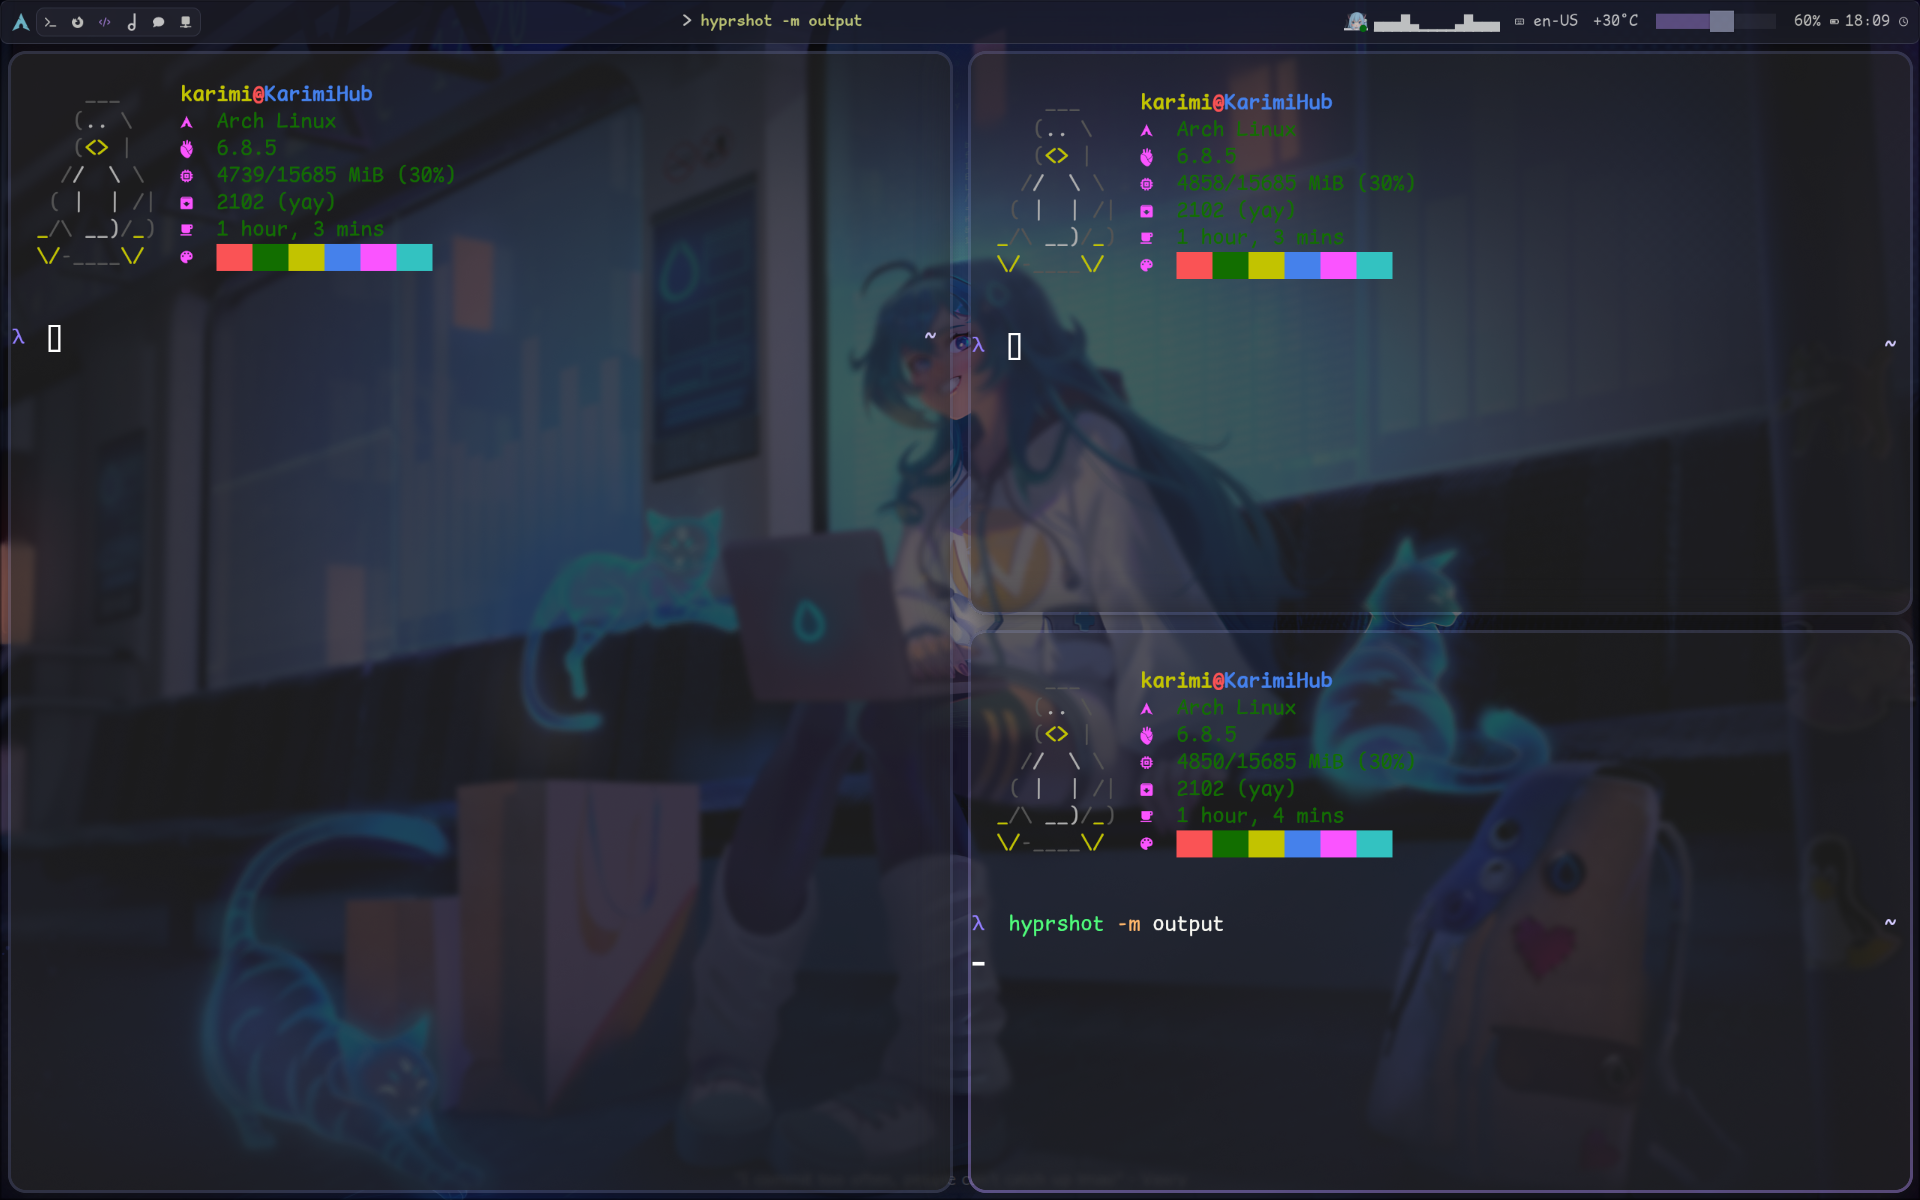 > hyprshot -m output
en-US +30°C 60% 18:09
karimi@KarimiHub
Arch Linux
6.8.5
4739/15685 MiB (30%)
2102 (yay)
1 hour, 3 mins
λ ~
karimi@KarimiHub
Arch Linux
6.8.5
4858/15685 MiB (30%)
2102 (yay)
1 hour, 3 mins
λ ~
karimi@KarimiHub
Arch Linux
6.8.5
4850/15685 MiB (30%)
2102 (yay)
1 hour, 4 mins
λ hyprshot -m output ~